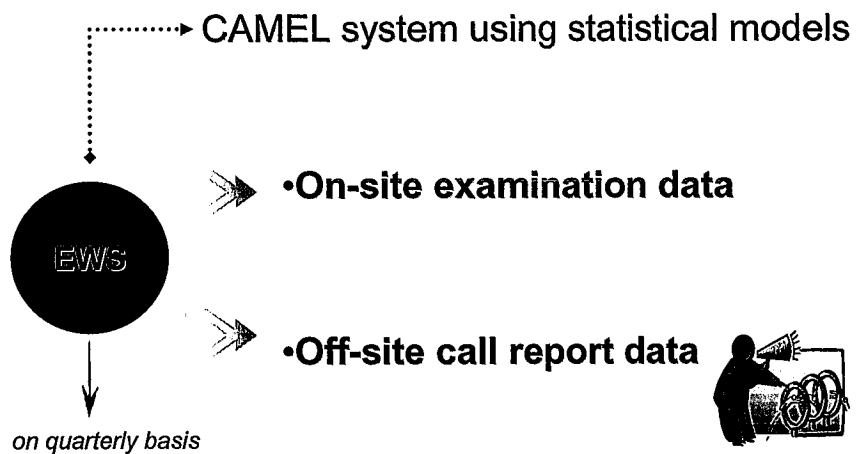 CAMEL system using statistical models
•On-site examination data
EWS
•Off-site call report data
on quarterly basis